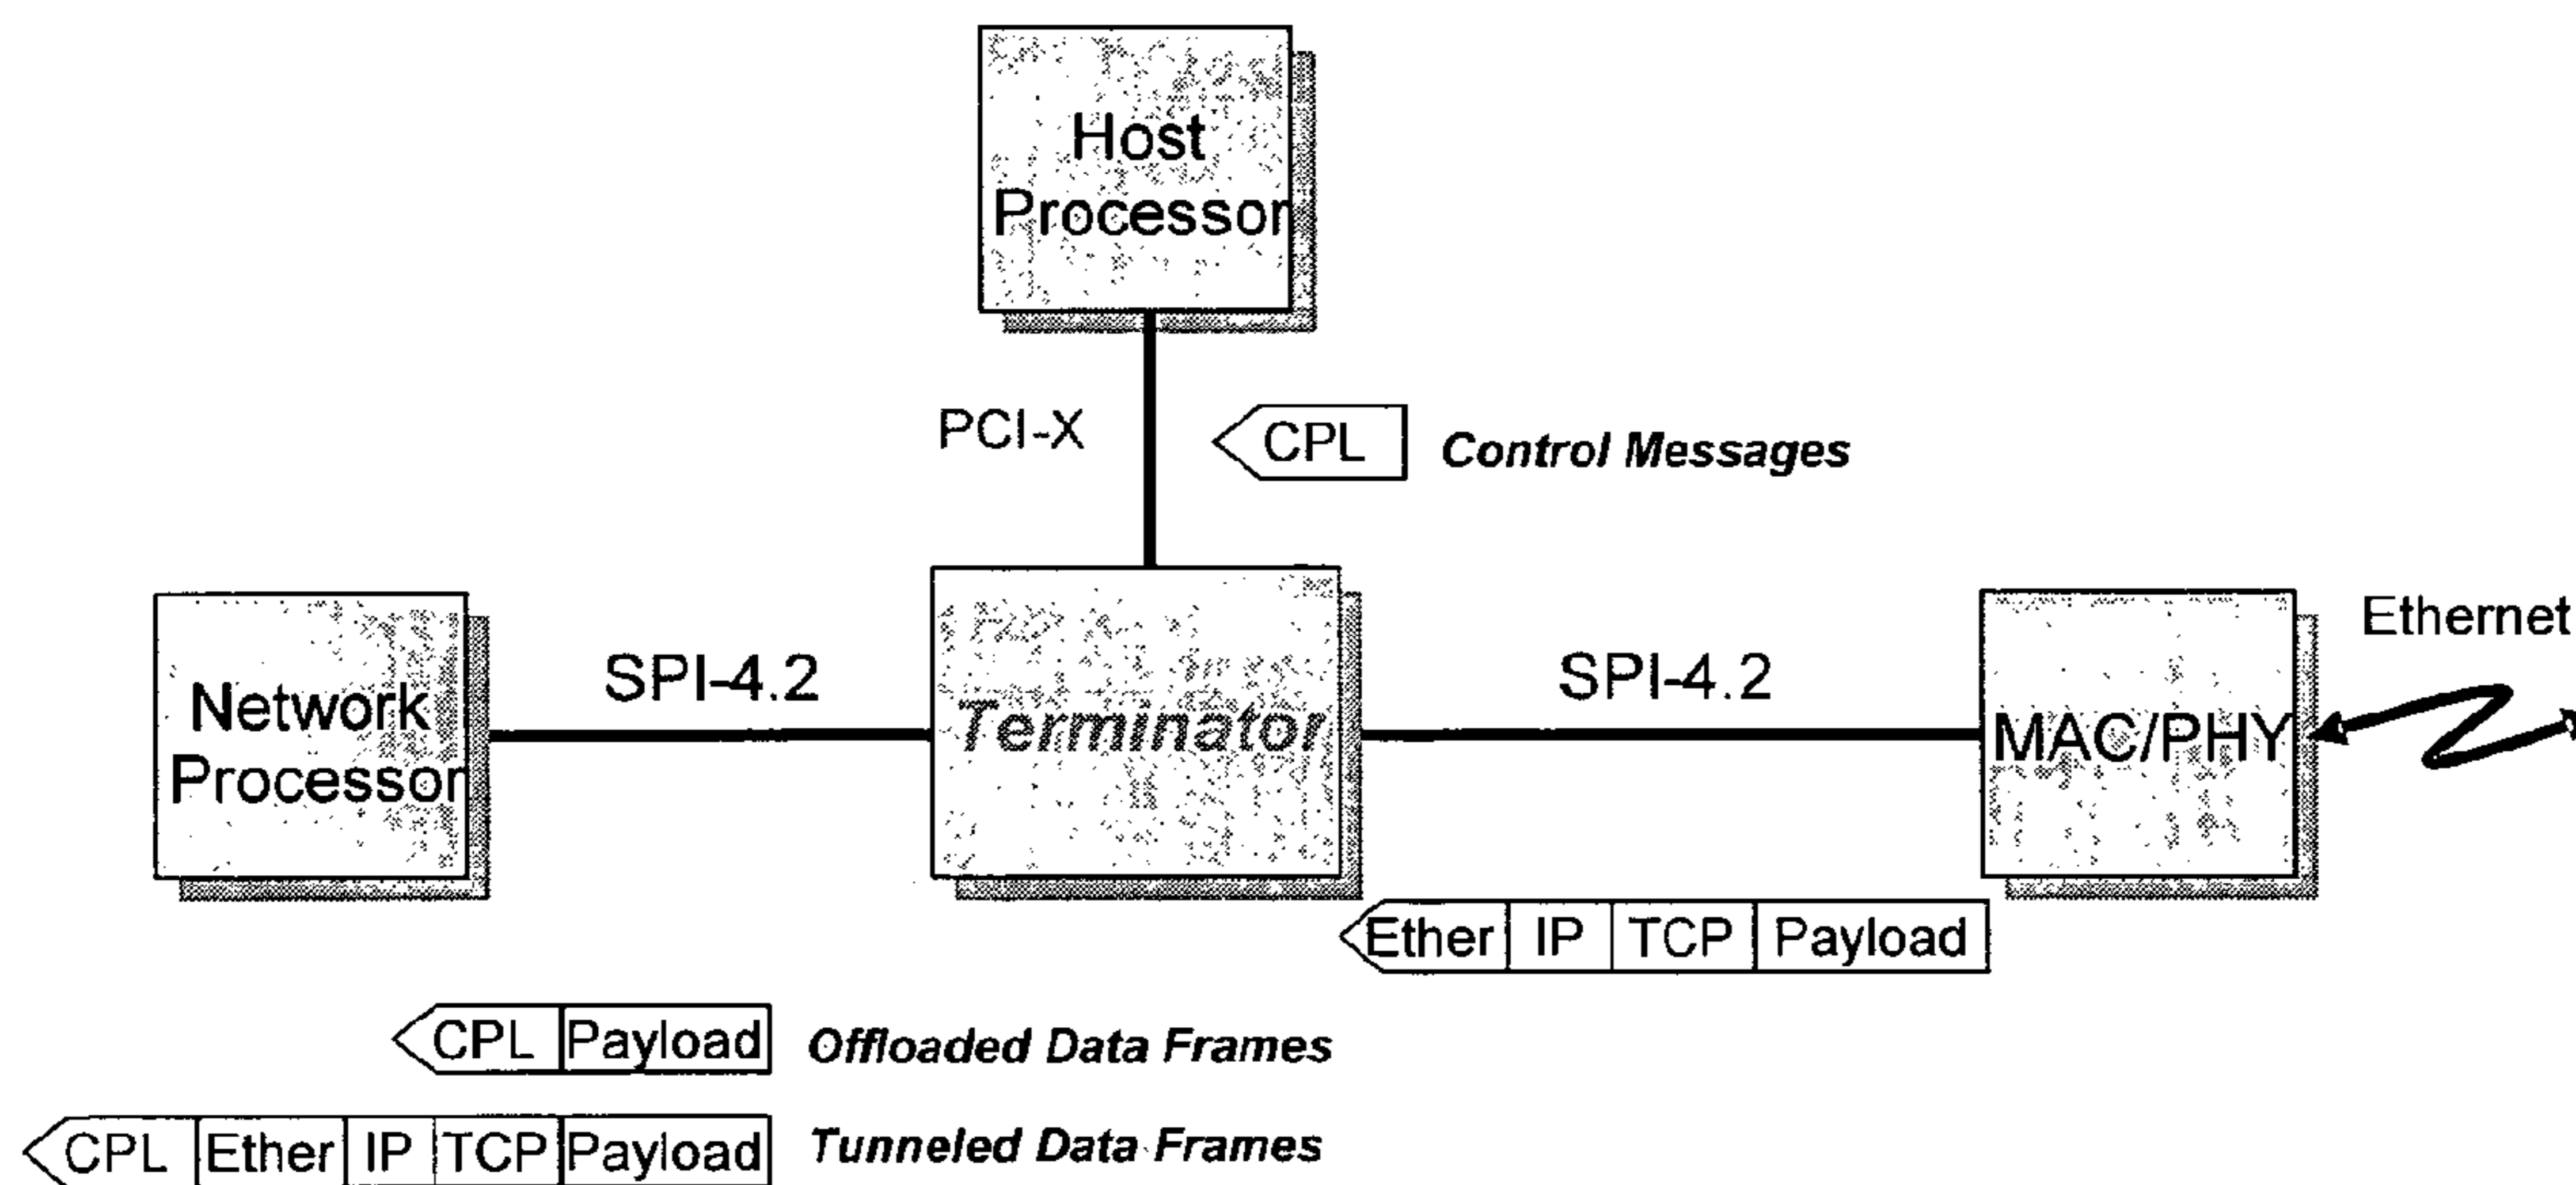 Host
Processor
PCI-X
CPL
Control Messages
Network
Processor
SPI-4.2
Terminator
SPI-4.2
MAC/PHY
Ethernet
Ether IP TCP Payload
CPL Payload
Offloaded Data Frames
CPL Ether IP TCP Payload
Tunneled Data Frames